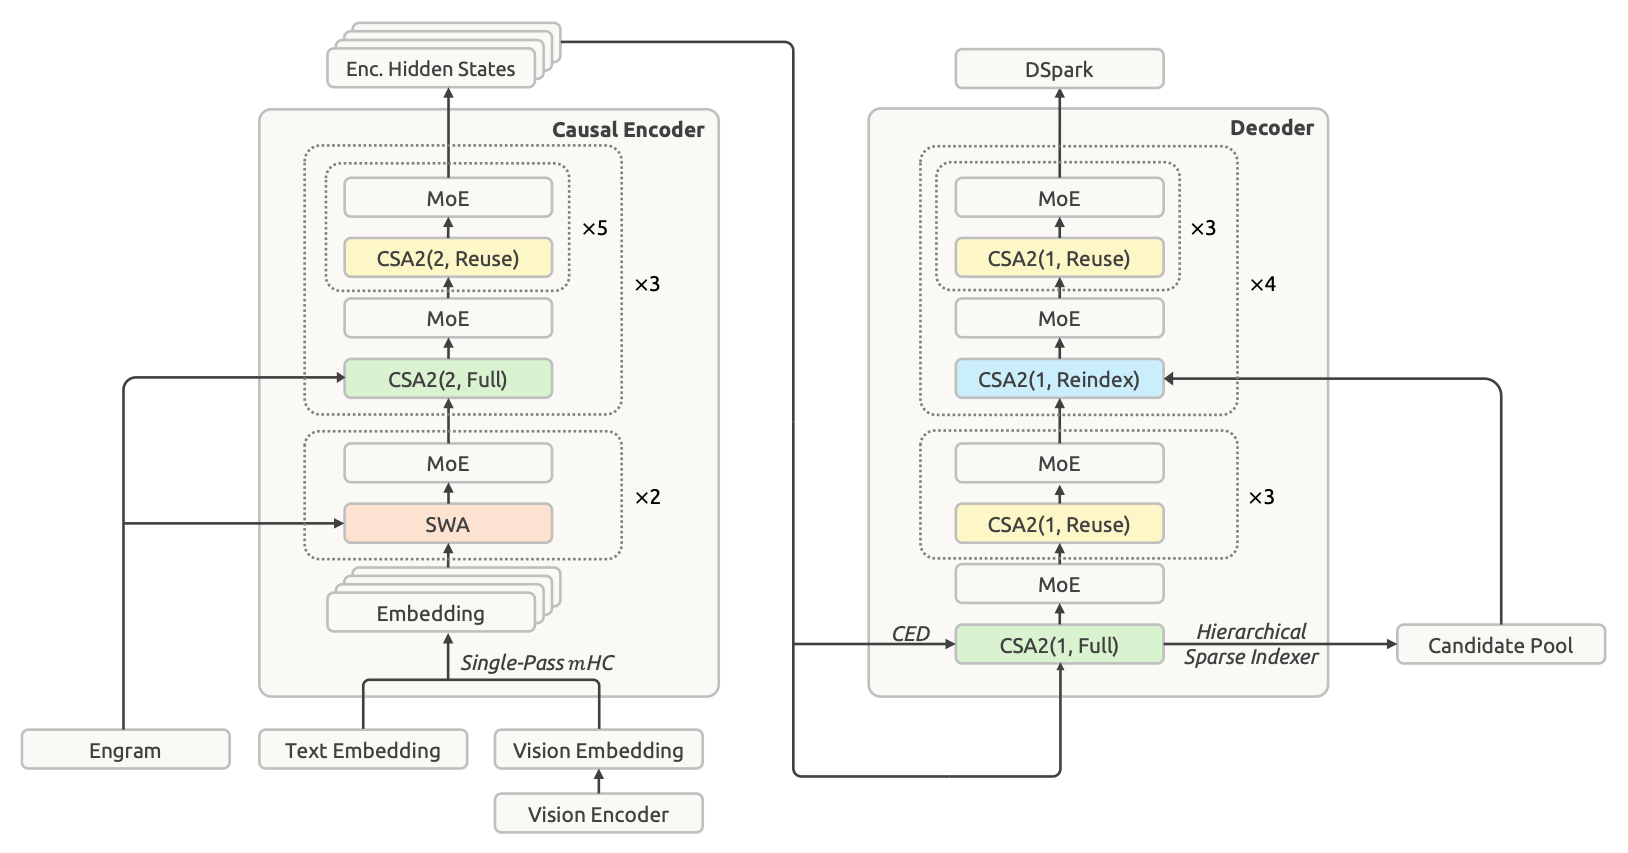 Enc. Hidden States
Causal Encoder
MoE
×5
CSA2(2, Reuse)
×3
MoE
CSA2(2, Full)
MoE
×2
SWA
Embedding
Single-Pass mHC
Engram
Text Embedding
Vision Embedding
Vision Encoder
DSpark
Decoder
MoE
×3
CSA2(1, Reuse)
×4
MoE
CSA2(1, Reindex)
MoE
×3
CSA2(1, Reuse)
MoE
CED
CSA2(1, Full)
Hierarchical
Sparse Indexer
Candidate Pool